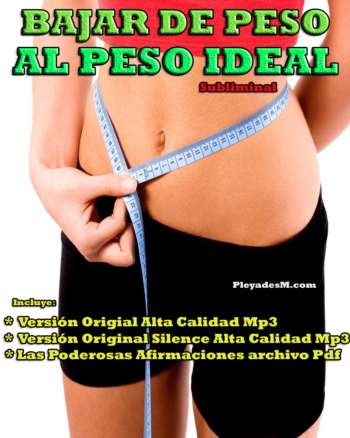 BAJAR DE PESO
AL PESO IDEAL
Subliminal
PleyadesM.com
Incluye:
* Versión Origial Alta Calidad Mp3
* Versión Original Silence Alta Calidad Mp3
* Las Poderosas Afirmaciones archivo Pdf